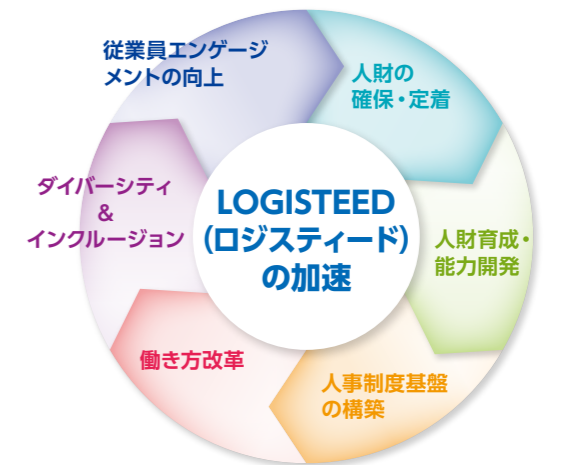 従業員エンゲージ
メントの向上
人財の
確保・定着
人財育成・
能力開発
人事制度基盤
の構築
働き方改革
ダイバーシティ
&
インクルージョン
LOGISTEED
(ロジスティード)
の加速